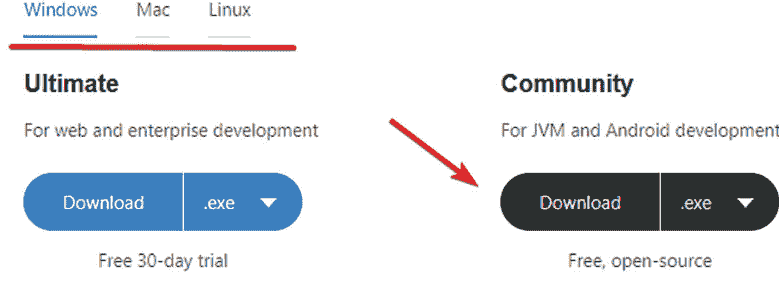 Windows Mac Linux
Ultimate
For web and enterprise development
Download .exe
Free 30-day trial
Community
For JVM and Android development
Download .exe
Free, open-source